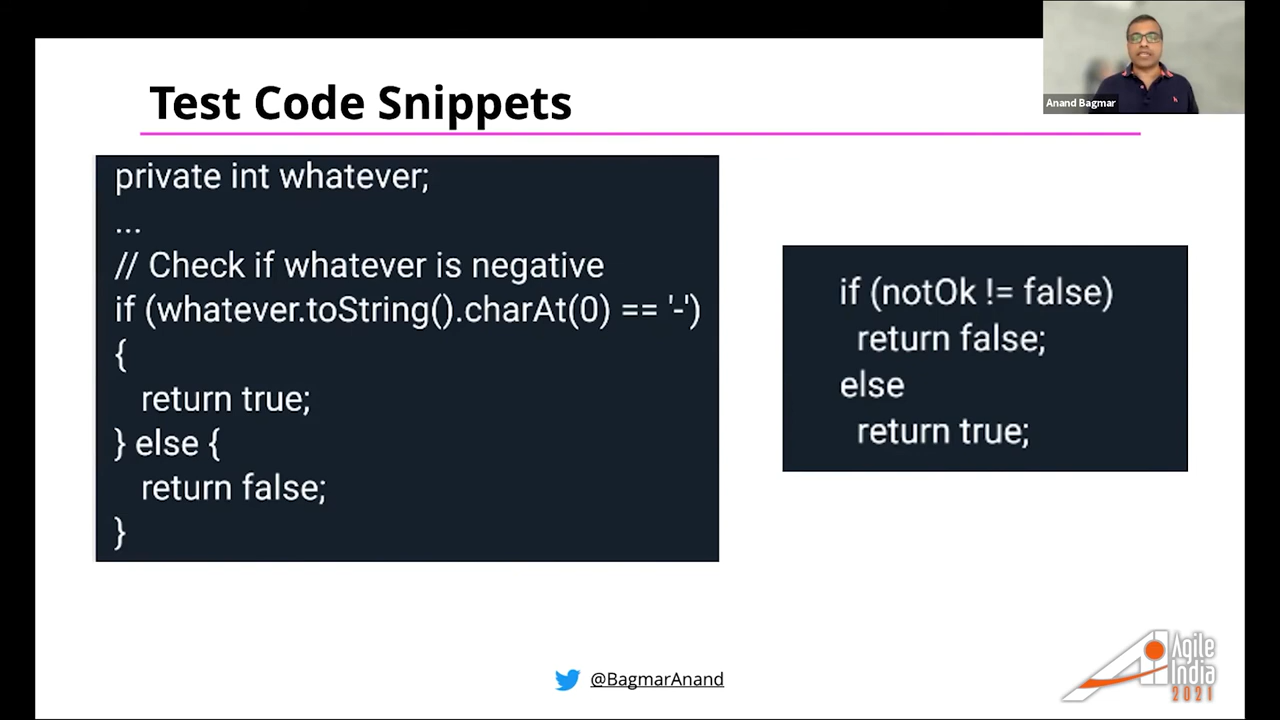 Test Code Snippets
Anand Bagmar
private int whatever;
...
// Check if whatever is negative
if (whatever.toString().charAt(0) == '-')
{
return true;
} else {
return false;
}
if (notOk != false)
return false;
else
return true;
@BagmarAnand
Agile
India
2021